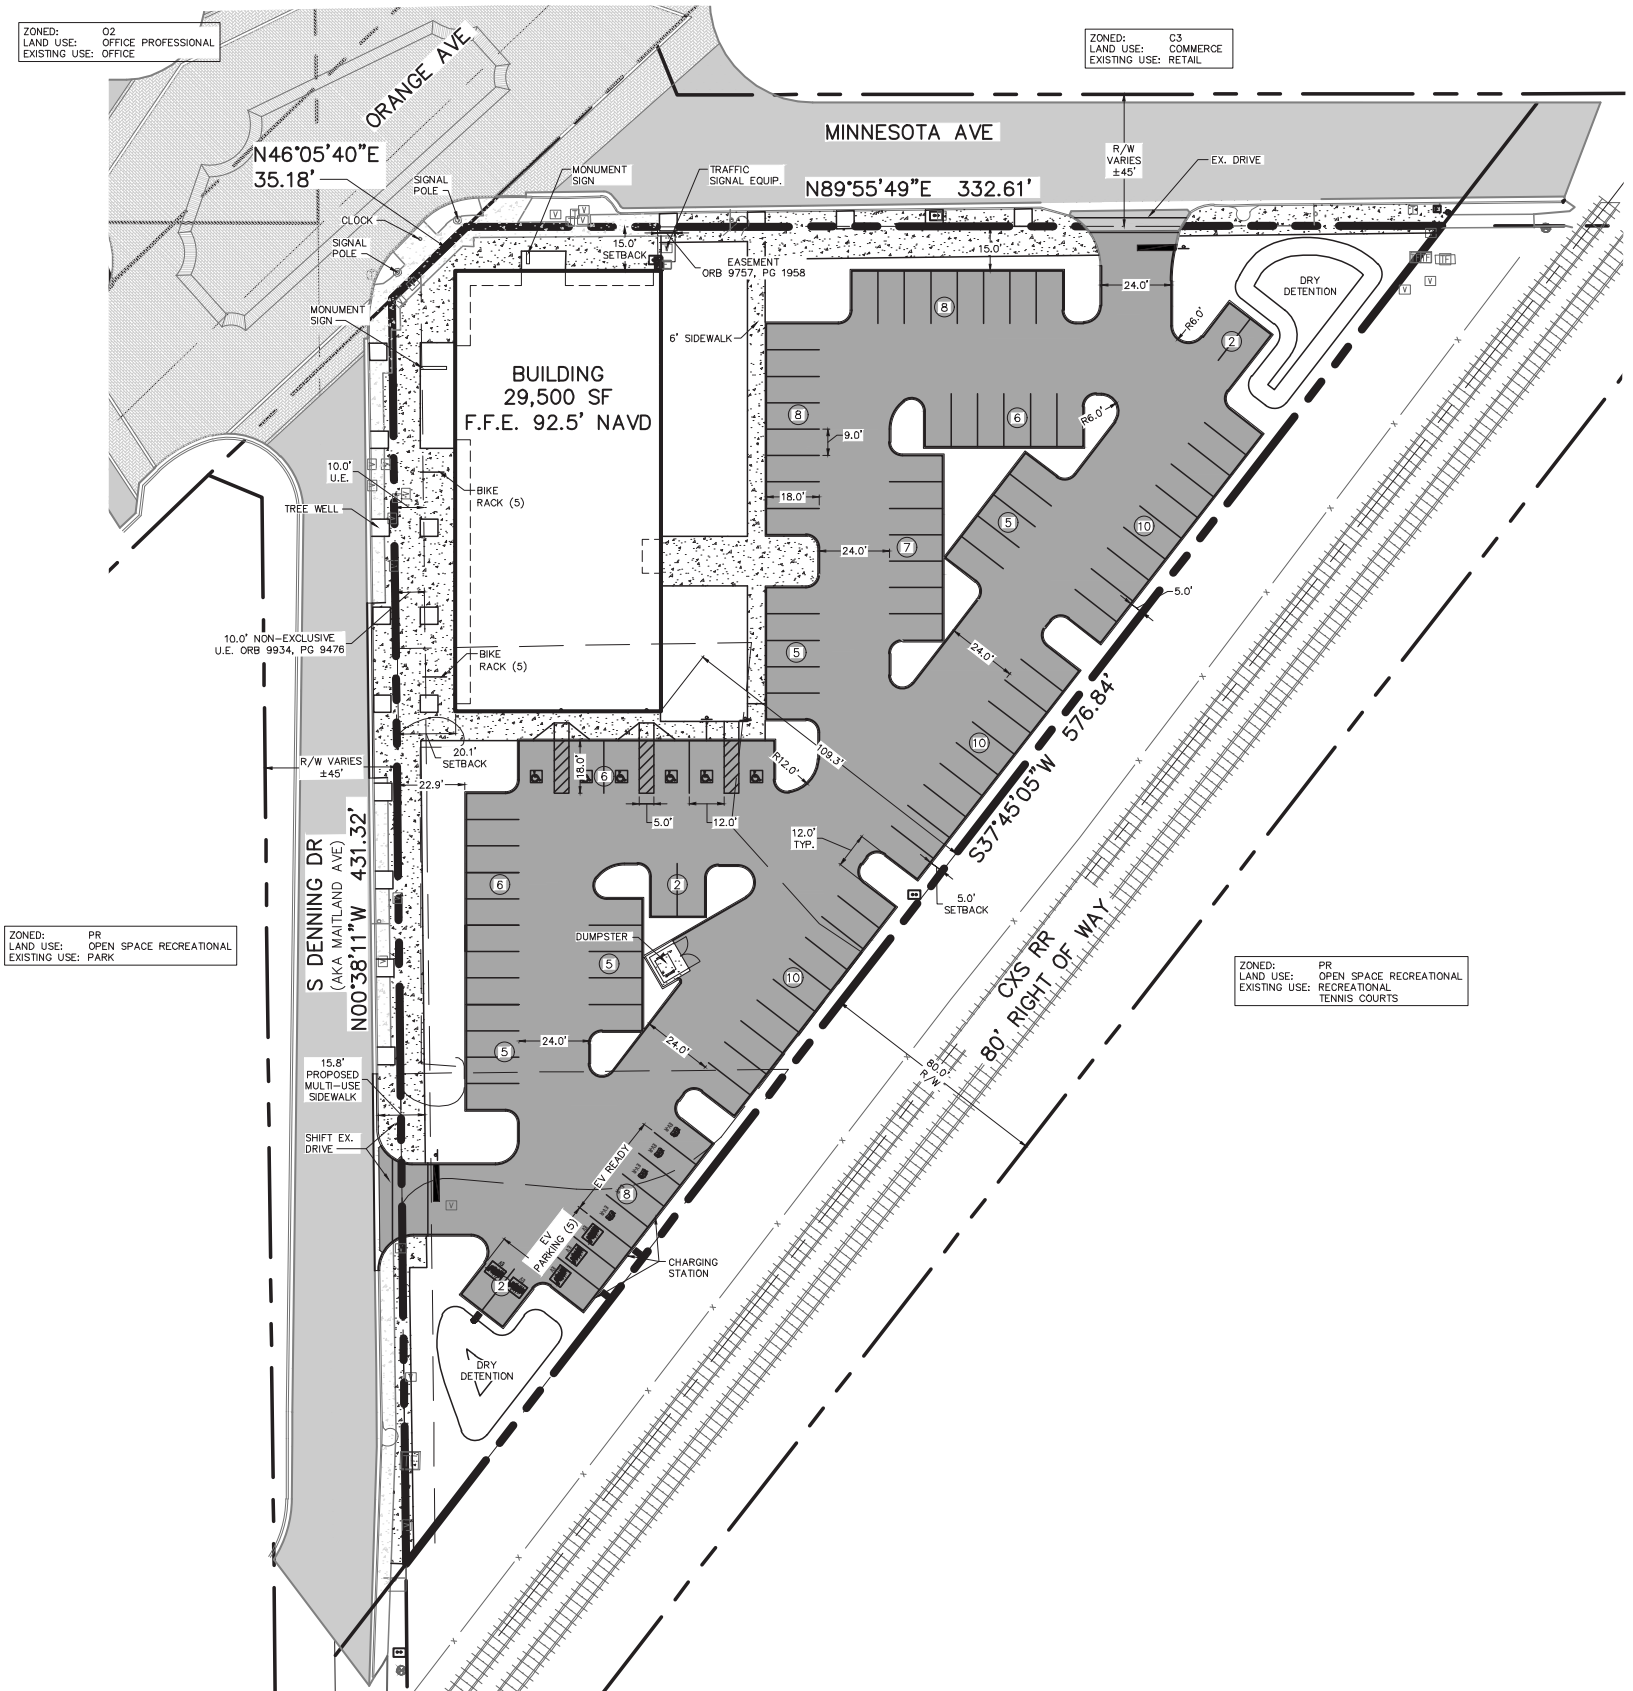 ZONED: O2
LAND USE: OFFICE PROFESSIONAL
EXISTING USE: OFFICE
ZONED: C3
LAND USE: COMMERCE
EXISTING USE: RETAIL
ORANGE AVE
MINNESOTA AVE
N46°05'40"E
35.18'
SIGNAL
POLE
CLOCK
SIGNAL
POLE
MONUMENT
SIGN
TRAFFIC
SIGNAL EQUIP.
N89°55'49"E 332.61'
R/W
VARIES
±45'
EX. DRIVE
15.0'
SETBACK
EASEMENT
ORB 9757, PG 1958
15.0'
24.0'
DRY
DETENTION
MONUMENT
SIGN
6' SIDEWALK
8
R6.0'
2
BUILDING
29,500 SF
F.F.E. 92.5' NAVD
8
9.0'
6
R6.0'
10.0'
U.E.
BIKE
RACK (5)
TREE WELL
18.0'
5
10
24.0'
7
5.0'
10.0' NON-EXCLUSIVE
U.E. ORB 9934, PG 9476
BIKE
RACK (5)
5
24.0'
S37°45'05"W 576.84'
20.1'
SETBACK
R/W VARIES
±45'
22.9'
18.0'
6
R12.0'
109.3'
10
5.0'
12.0'
12.0'
TYP.
S DENNING DR
(AKA MAITLAND AVE)
N00°38'11"W 431.32'
6
2
5.0'
SETBACK
DUMPSTER
5
10
CXS RR
80' RIGHT OF WAY
ZONED: PR
LAND USE: OPEN SPACE RECREATIONAL
EXISTING USE: PARK
ZONED: PR
LAND USE: OPEN SPACE RECREATIONAL
EXISTING USE: RECREATIONAL
TENNIS COURTS
5
24.0'
24.0'
80.0'
R/W
15.8'
PROPOSED
MULTI-USE
SIDEWALK
SHIFT EX.
DRIVE
EV READY
8
EV
PARKING (5)
CHARGING
STATION
2
DRY
DETENTION